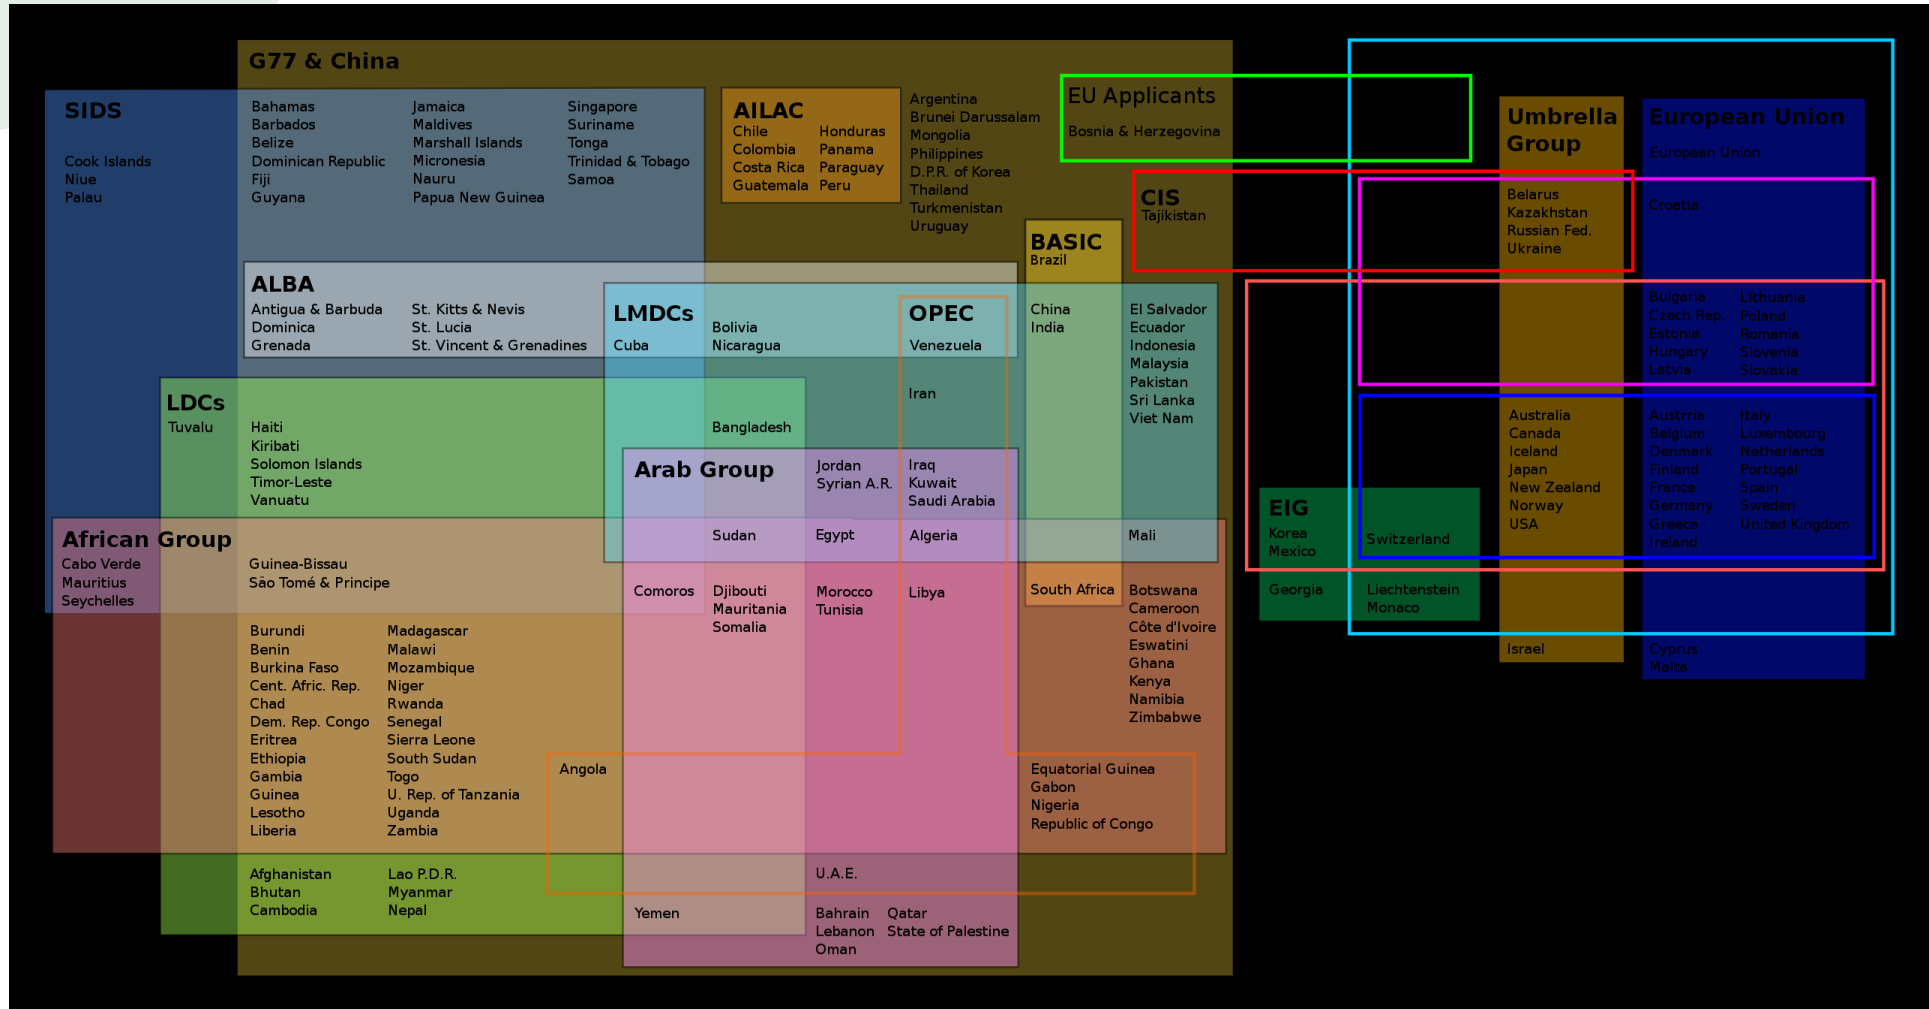 G77 & China
SIDS
Cook Islands
Niue
Palau
Bahamas
Barbados
Belize
Dominican Republic
Fiji
Guyana
Jamaica
Maldives
Marshall Islands
Micronesia
Nauru
Papua New Guinea
Singapore
Suriname
Tonga
Trinidad & Tobago
Samoa
AILAC
Chile
Colombia
Costa Rica
Guatemala
Honduras
Panama
Paraguay
Peru
Argentina
Brunei Darussalam
Mongolia
Philippines
D.P.R. of Korea
Thailand
Turkmenistan
Uruguay
EU Applicants
Bosnia & Herzegovina
CIS
Tajikistan
BASIC
Brazil
China
India
South Africa
ALBA
Antigua & Barbuda
Dominica
Grenada
St. Kitts & Nevis
St. Lucia
St. Vincent & Grenadines
LMDCs
Cuba
Bolivia
Nicaragua
OPEC
Venezuela
Iran
El Salvador
Ecuador
Indonesia
Malaysia
Pakistan
Sri Lanka
Viet Nam
LDCs
Tuvalu
Haiti
Kiribati
Solomon Islands
Timor-Leste
Vanuatu
Bangladesh
Arab Group
Jordan
Syrian A.R.
Iraq
Kuwait
Saudi Arabia
Sudan
Egypt
Algeria
Mali
Comoros
Djibouti
Mauritania
Somalia
Morocco
Tunisia
Libya
African Group
Cabo Verde
Mauritius
Seychelles
Guinea-Bissau
São Tomé & Principe
Burundi
Benin
Burkina Faso
Cent. Afric. Rep.
Chad
Dem. Rep. Congo
Eritrea
Ethiopia
Gambia
Guinea
Lesotho
Liberia
Madagascar
Malawi
Mozambique
Niger
Rwanda
Senegal
Sierra Leone
South Sudan
Togo
U. Rep. of Tanzania
Uganda
Zambia
Angola
Botswana
Cameroon
Côte d'Ivoire
Eswatini
Ghana
Kenya
Namibia
Zimbabwe
Equatorial Guinea
Gabon
Nigeria
Republic of Congo
Afghanistan
Bhutan
Cambodia
Lao P.D.R.
Myanmar
Nepal
Yemen
U.A.E.
Bahrain
Lebanon
Oman
Qatar
State of Palestine
EIG
Korea
Mexico
Georgia
Switzerland
Liechtenstein
Monaco
Umbrella
Group
Belarus
Kazakhstan
Russian Fed.
Ukraine
Australia
Canada
Iceland
Japan
New Zealand
Norway
USA
Israel
European Union
European Union
Croatia
Bulgaria
Czech Rep.
Estonia
Hungary
Latvia
Lithuania
Poland
Romania
Slovenia
Slovakia
Austrria
Belgium
Denmark
Finland
France
Germany
Greece
Ireland
Italy
Luxembourg
Netherlands
Portugal
Spain
Sweden
United Kingdom
Cyprus
Malta